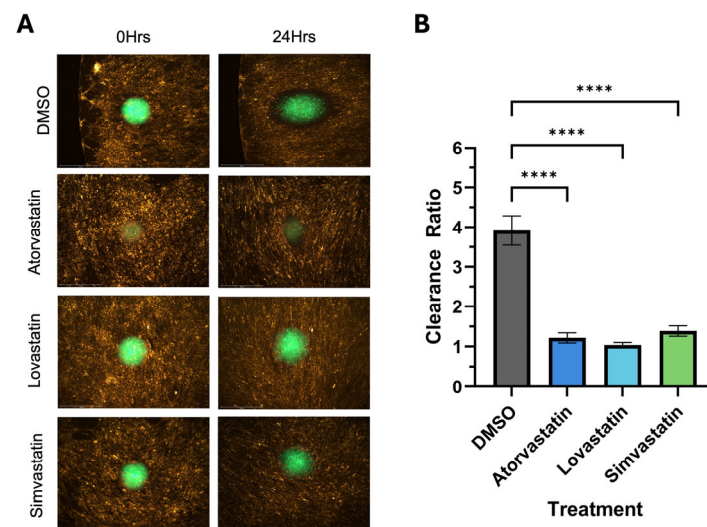 A
0Hrs
24Hrs
DMSO
Atorvastatin
Lovastatin
Simvastatin
B
****
****
****
Clearance Ratio
6
5
4
3
2
1
0
DMSO
Atorvastatin
Lovastatin
Simvastatin
Treatment